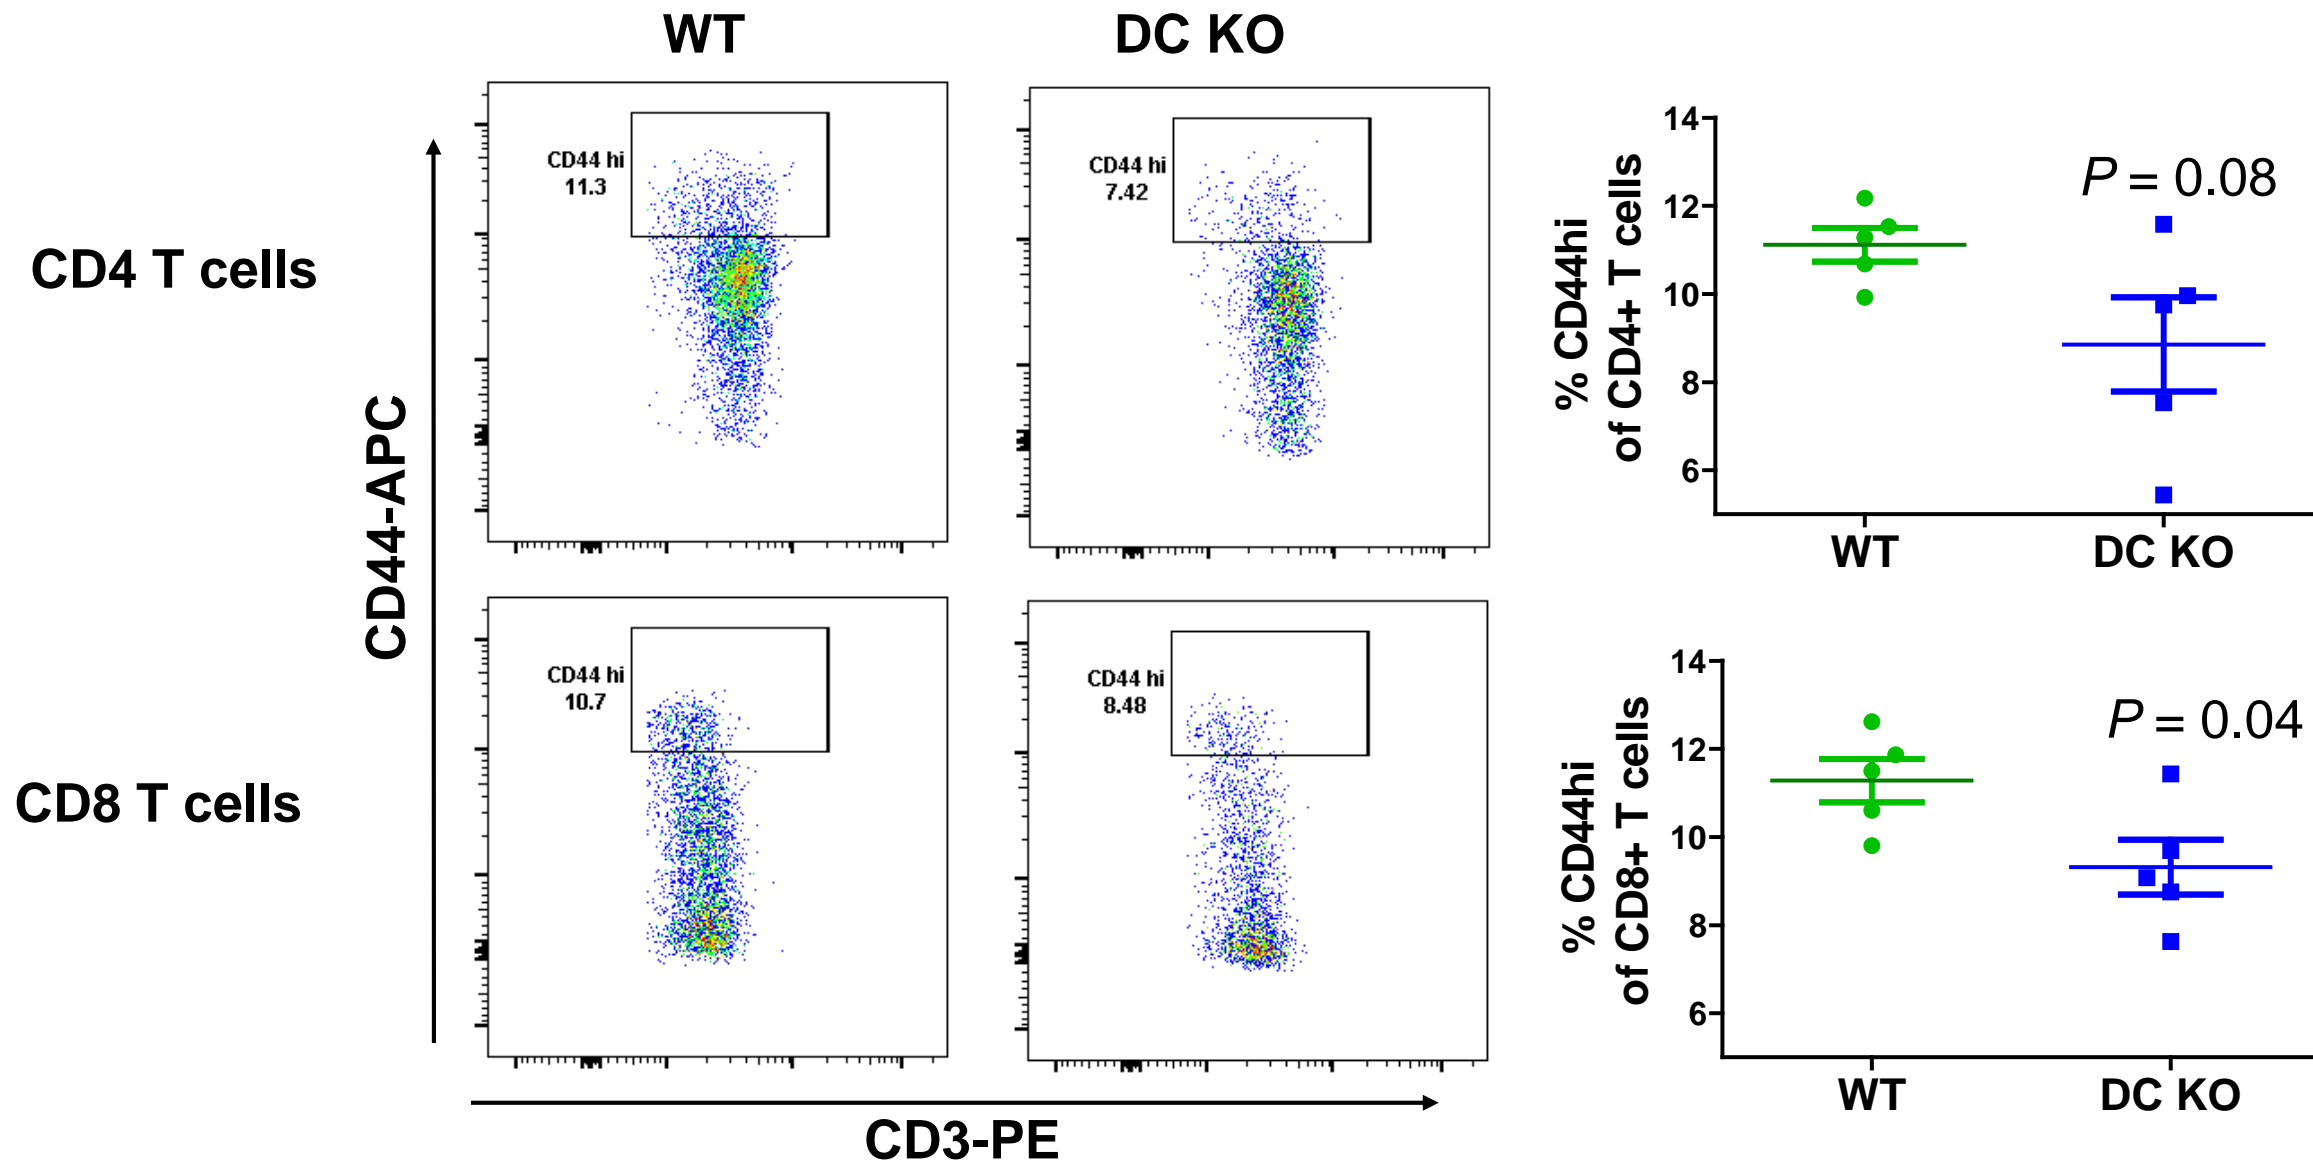 WT
DC KO
CD4 T cells
CD44 hi
11.3
CD44 hi
7.42
% CD44hi
of CD4+ T cells
14
12
10
8
6
P = 0.08
WT
DC KO
CD44-APC
CD8 T cells
CD44 hi
10.7
CD44 hi
8.48
% CD44hi
of CD8+ T cells
14
12
10
8
6
P = 0.04
WT
DC KO
CD3-PE